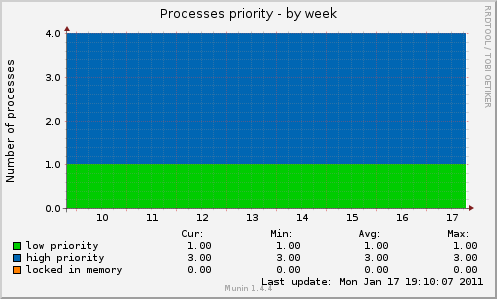 Processes priority - by week
RRDTOOL / TOBI OETIKER
Number of processes
4.0
3.0
2.0
1.0
0.0
10 11 12 13 14 15 16 17
Cur: Min: Avg: Max:
low priority 1.00 1.00 1.00 1.00
high priority 3.00 3.00 3.00 3.00
locked in memory 0.00 0.00 0.00 0.00
Last update: Mon Jan 17 19:10:07 2011
Munin 1.4.4